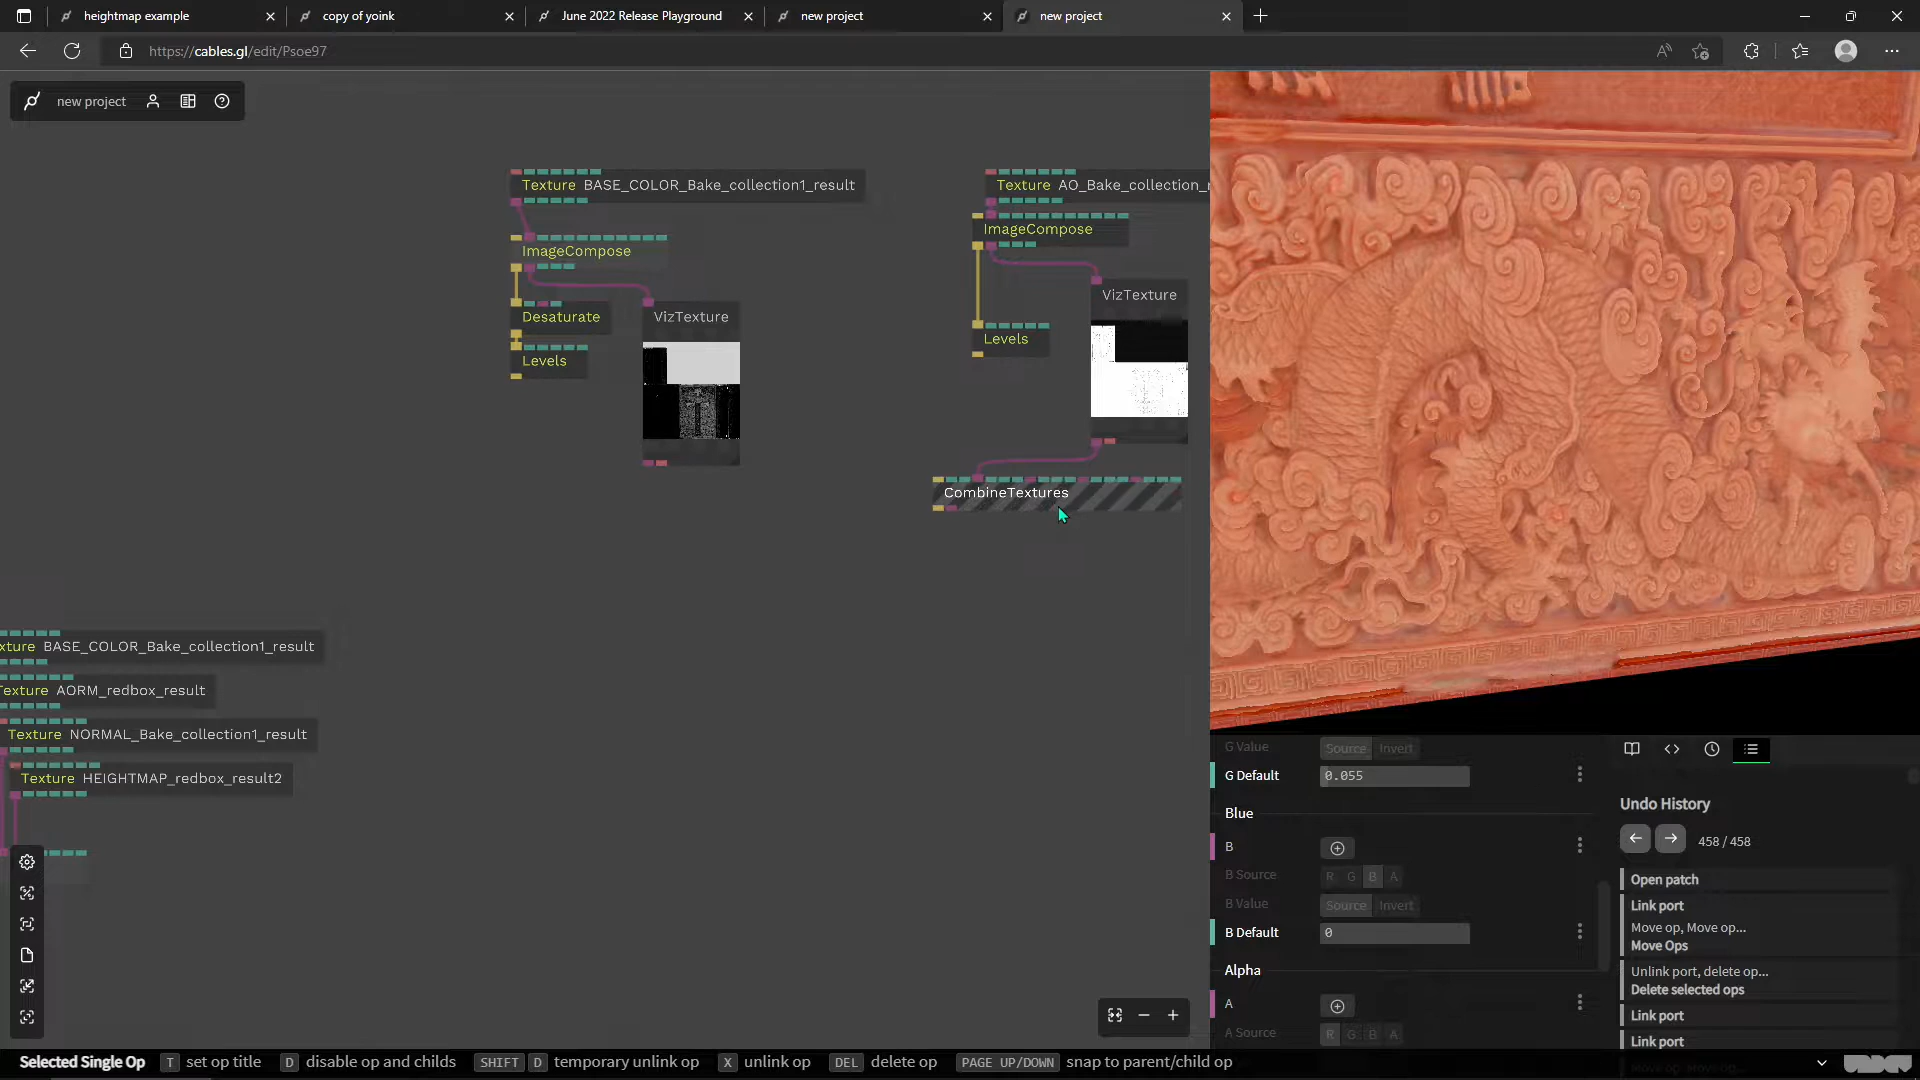 heightmap example
copy of yoink
June 2022 Release Playground
new project
new project
https://cables.gl/edit/Psoe97
new project
Texture BASE_COLOR_Bake_collection1_result
Texture AO_Bake_collection_r
ImageCompose
ImageCompose
VizTexture
Desaturate
VizTexture
Levels
Levels
CombineTextures
xture BASE_COLOR_Bake_collection1_result
Texture AORM_redbox_result
Texture NORMAL_Bake_collection1_result
Texture HEIGHTMAP_redbox_result2
G Value Source Invert
G Default 0.055
Blue
B
B Source R G B A
B Value Source Invert
B Default 0
Alpha
A
A Source R G B A
Undo History
458 / 458
Open patch
Link port
Move op, Move op...
Move Ops
Unlink port, delete op...
Delete selected ops
Link port
Link port
Selected Single Op T set op title D disable op and childs SHIFT D temporary unlink op X unlink op DEL delete op PAGE UP/DOWN snap to parent/child op